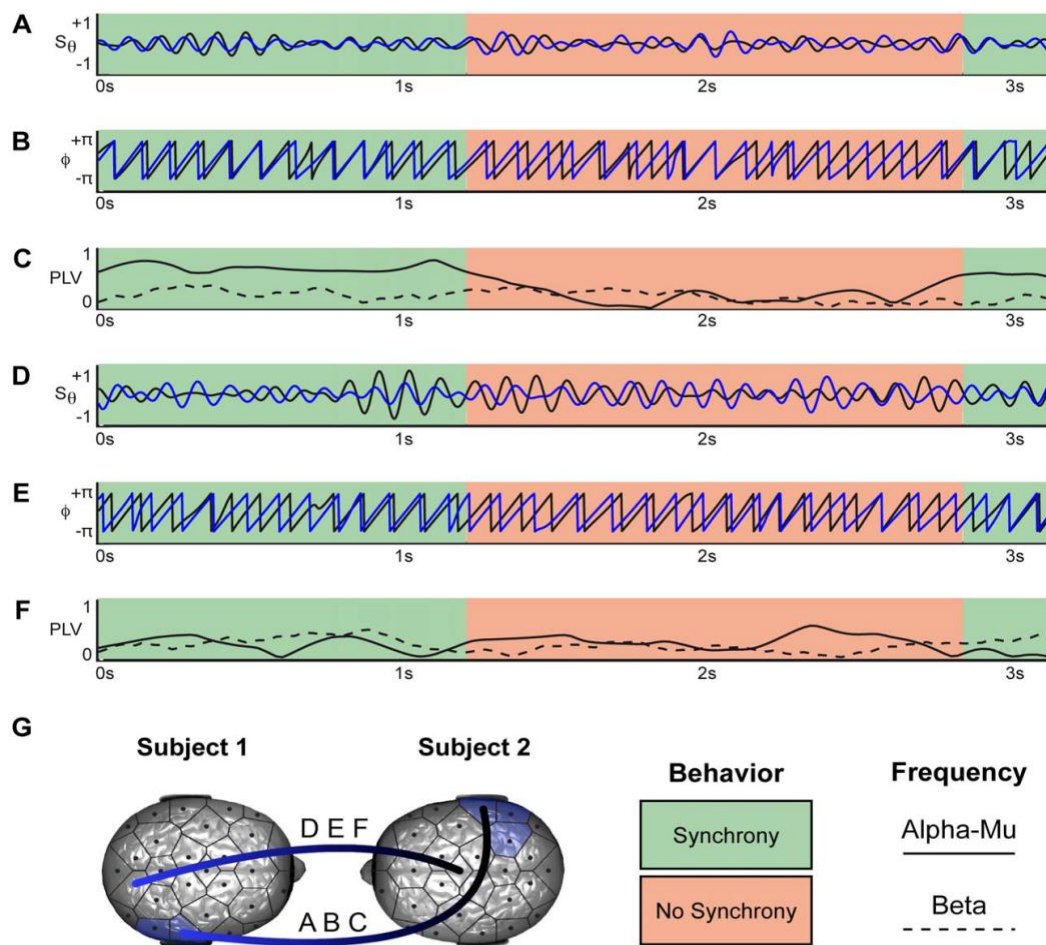 A
+1
Sθ
-1
0s 1s 2s 3s
B
+π
ϕ
-π
0s 1s 2s 3s
C
1
PLV
0
0s 1s 2s 3s
D
+1
Sθ
-1
0s 1s 2s 3s
E
+π
ϕ
-π
0s 1s 2s 3s
F
1
PLV
0
0s 1s 2s 3s
G
Subject 1 Subject 2
D E F
A B C
Behavior
Synchrony
No Synchrony
Frequency
Alpha-Mu
Beta